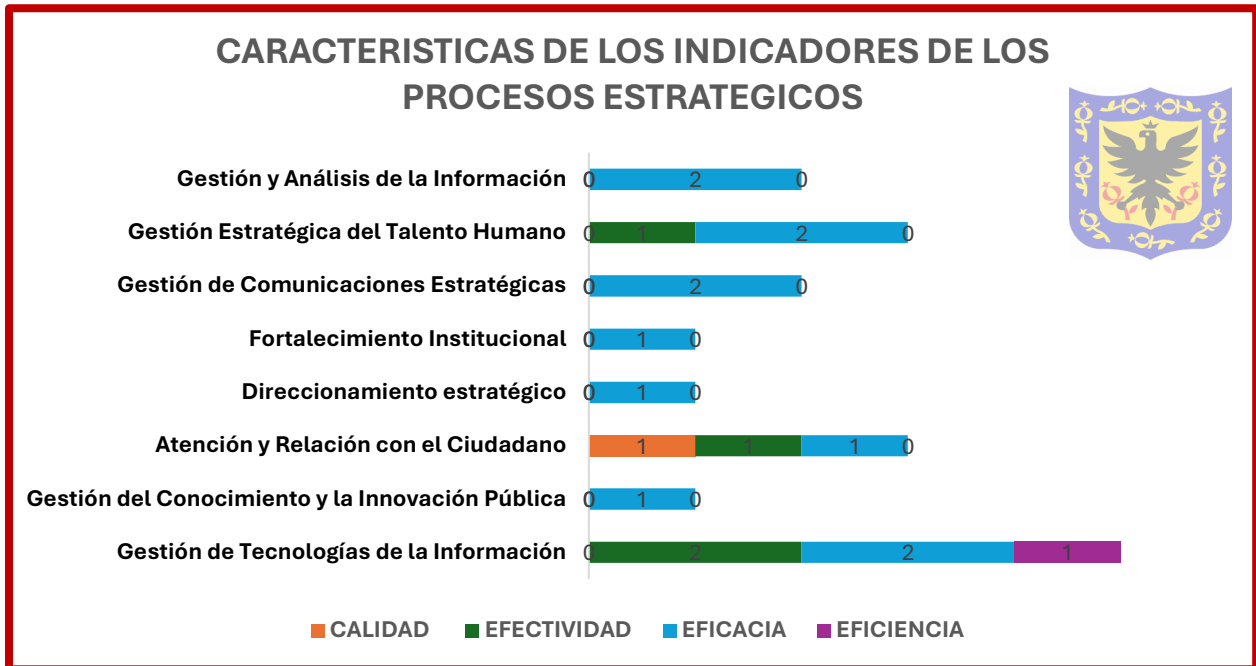 CARACTERISTICAS DE LOS INDICADORES DE LOS
PROCESOS ESTRATEGICOS
Gestión y Análisis de la Información 0 2 0
Gestión Estratégica del Talento Humano 0 1 2 0
Gestión de Comunicaciones Estratégicas 0 2 0
Fortalecimiento Institucional 0 1 0
Direccionamiento estratégico 0 1 0
Atención y Relación con el Ciudadano 1 1 1 0
Gestión del Conocimiento y la Innovación Pública 0 1 0
Gestión de Tecnologías de la Información 0 2 2 1
CALIDAD EFECTIVIDAD EFICACIA EFICIENCIA